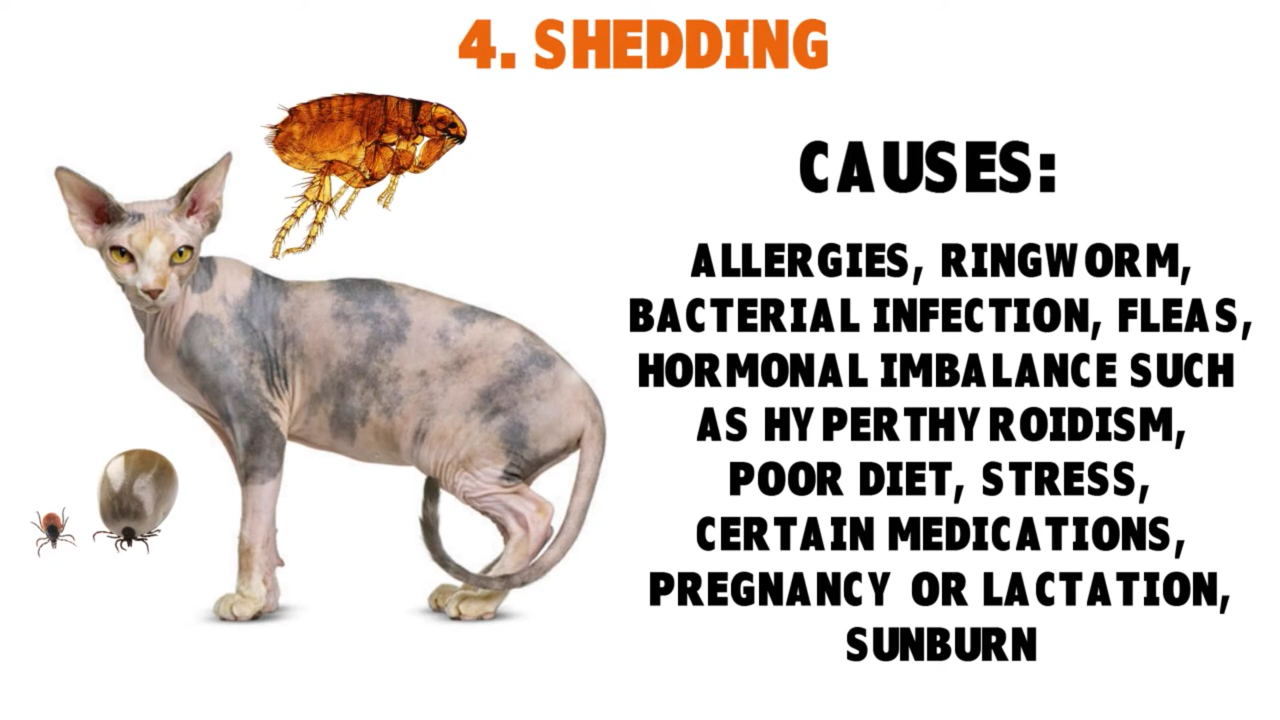 4. SHEDDING
CAUSES:
ALLERGIES, RINGWORM,
BACTERIAL INFECTION, FLEAS,
HORMONAL IMBALANCE SUCH
AS HYPERTHYROIDISM,
POOR DIET, STRESS,
CERTAIN MEDICATIONS,
PREGNANCY OR LACTATION,
SUNBURN